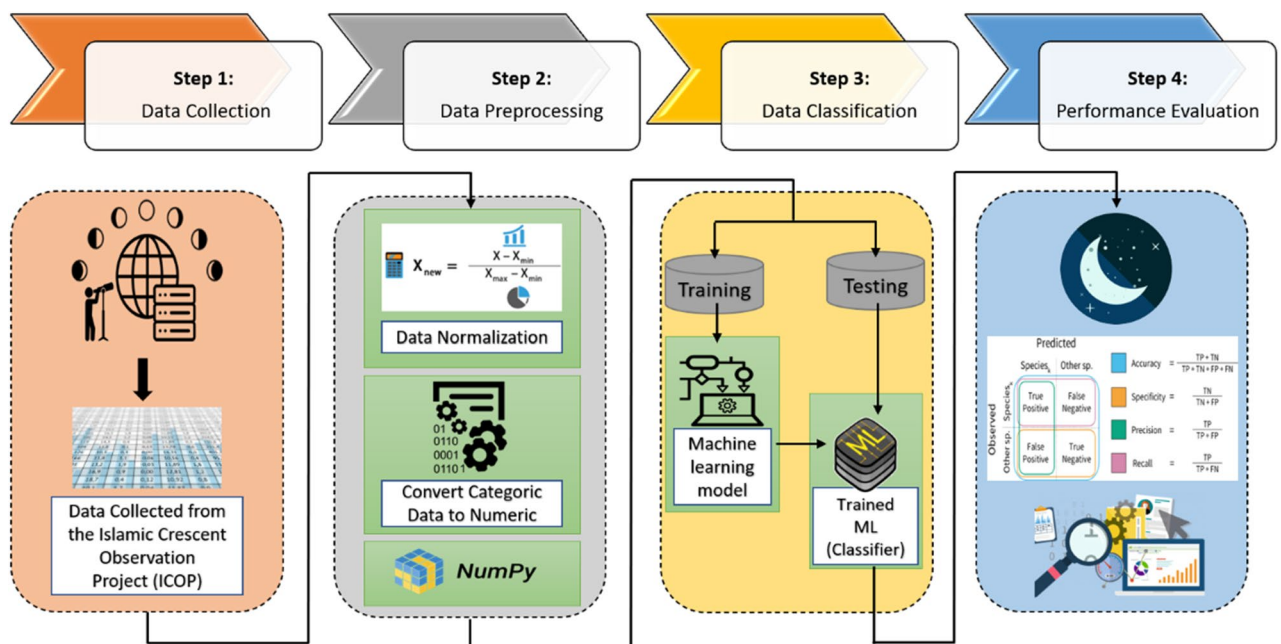 Step 1:
Data Collection
Step 2:
Data Preprocessing
Step 3:
Data Classification
Step 4:
Performance Evaluation
Data Collected from
the Islamic Crescent
Observation
Project (ICOP)
X new = X – X min
X max – X min
Data Normalization
01
0110
0001
01101
Convert Categoric
Data to Numeric
NumPy
Training
Testing
Machine
learning
model
ML
Trained
ML
(Classifier)
Predicted
Species Other sp.
Observed
Species
Other sp.
True
Positive
False
Negative
False
Positive
True
Negative
Accuracy = TP + TN
TP + TN + FP + FN
Specificity = TN
TN + FP
Precision = TP
TP + FP
Recall = TP
TP + FN